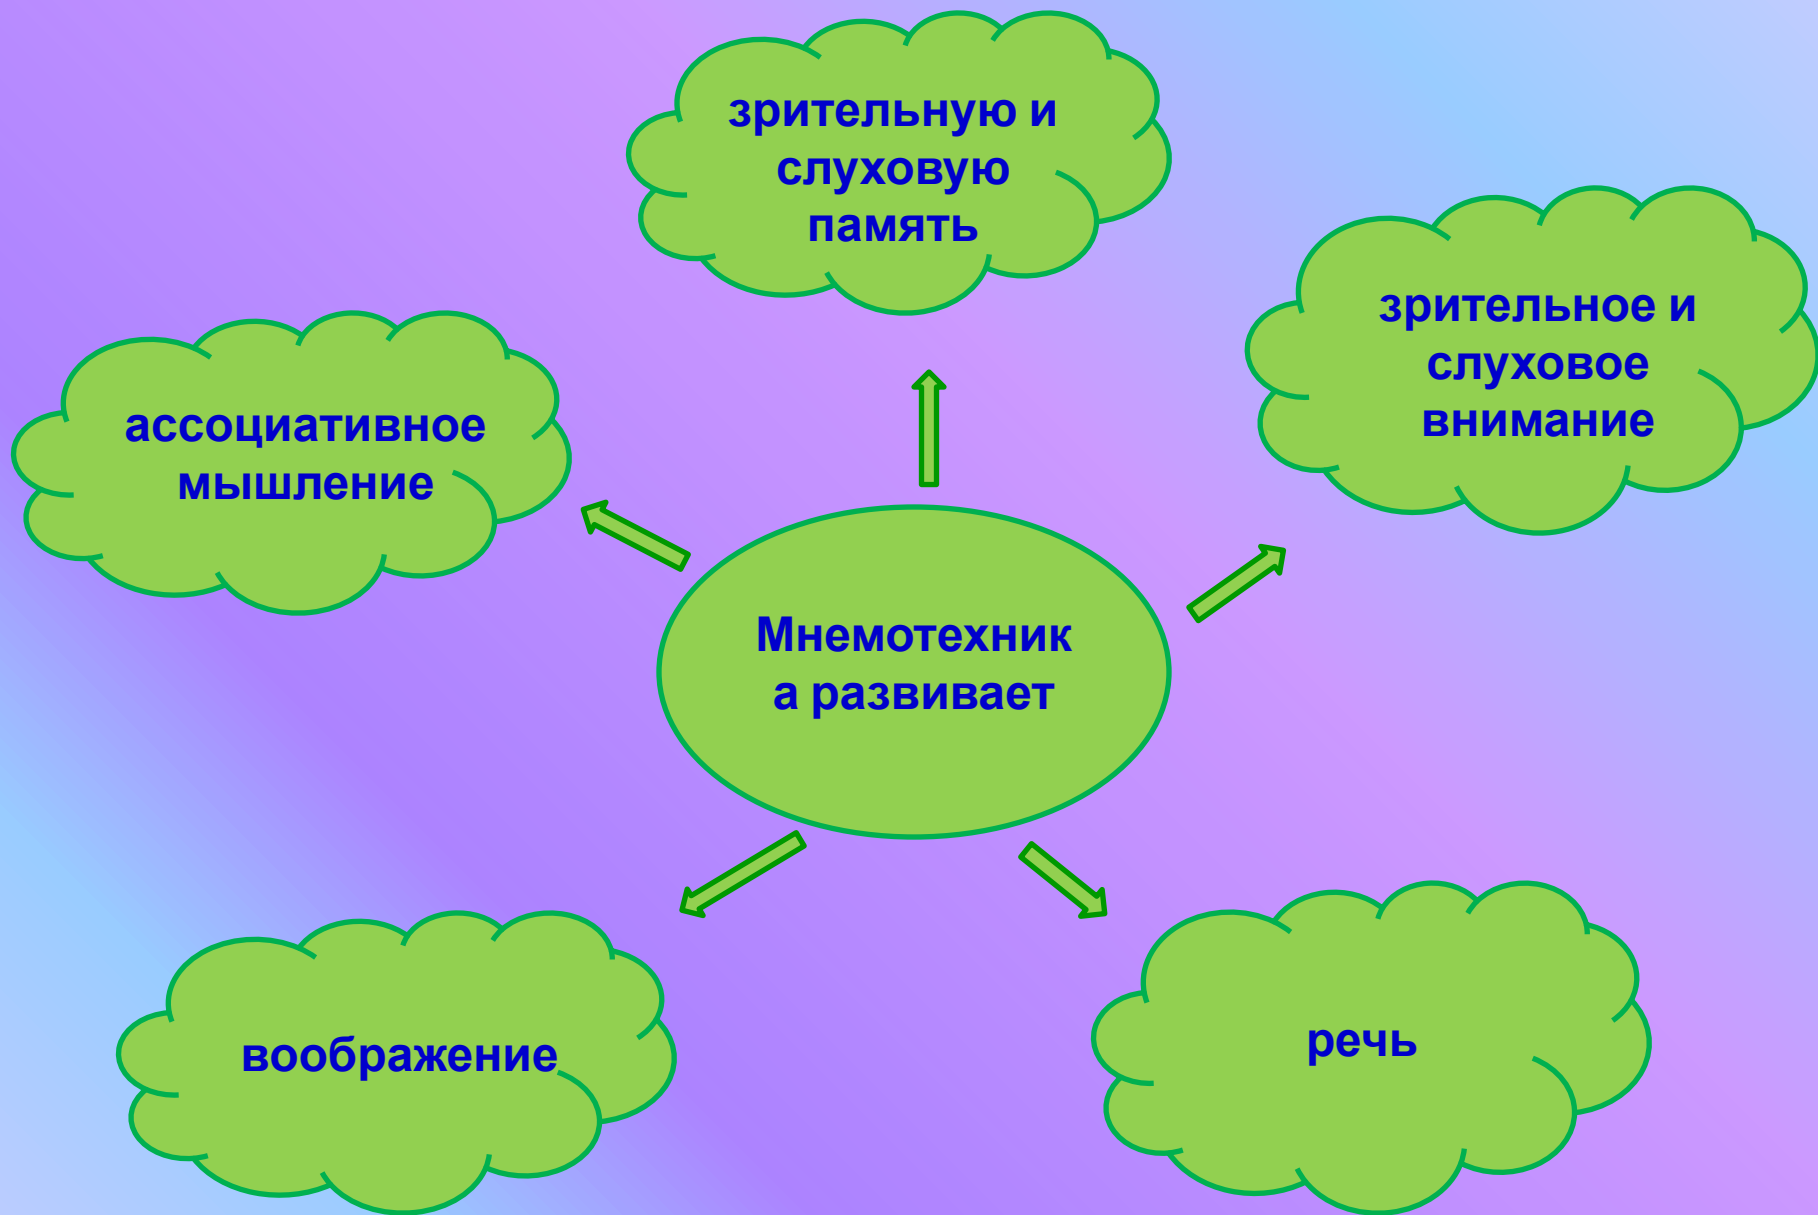 зрительную и
слуховую
память
зрительное и
слуховое
внимание
ассоциативное
мышление
Мнемотехник
а развивает
воображение
речь